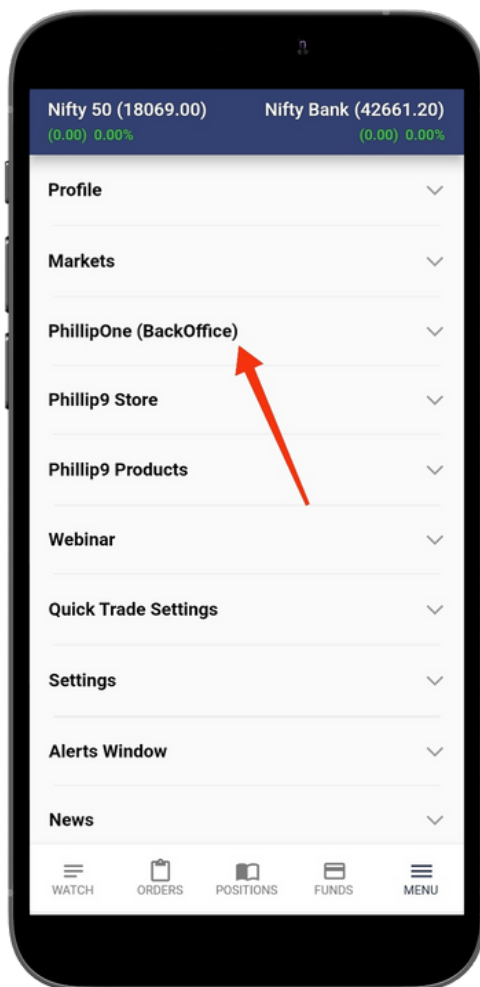 Nifty 50 (18069.00) Nifty Bank (42661.20)
(0.00) 0.00% (0.00) 0.00%
Profile
Markets
PhillipOne (BackOffice)
Phillip9 Store
Phillip9 Products
Webinar
Quick Trade Settings
Settings
Alerts Window
News
WATCH ORDERS POSITIONS FUNDS MENU